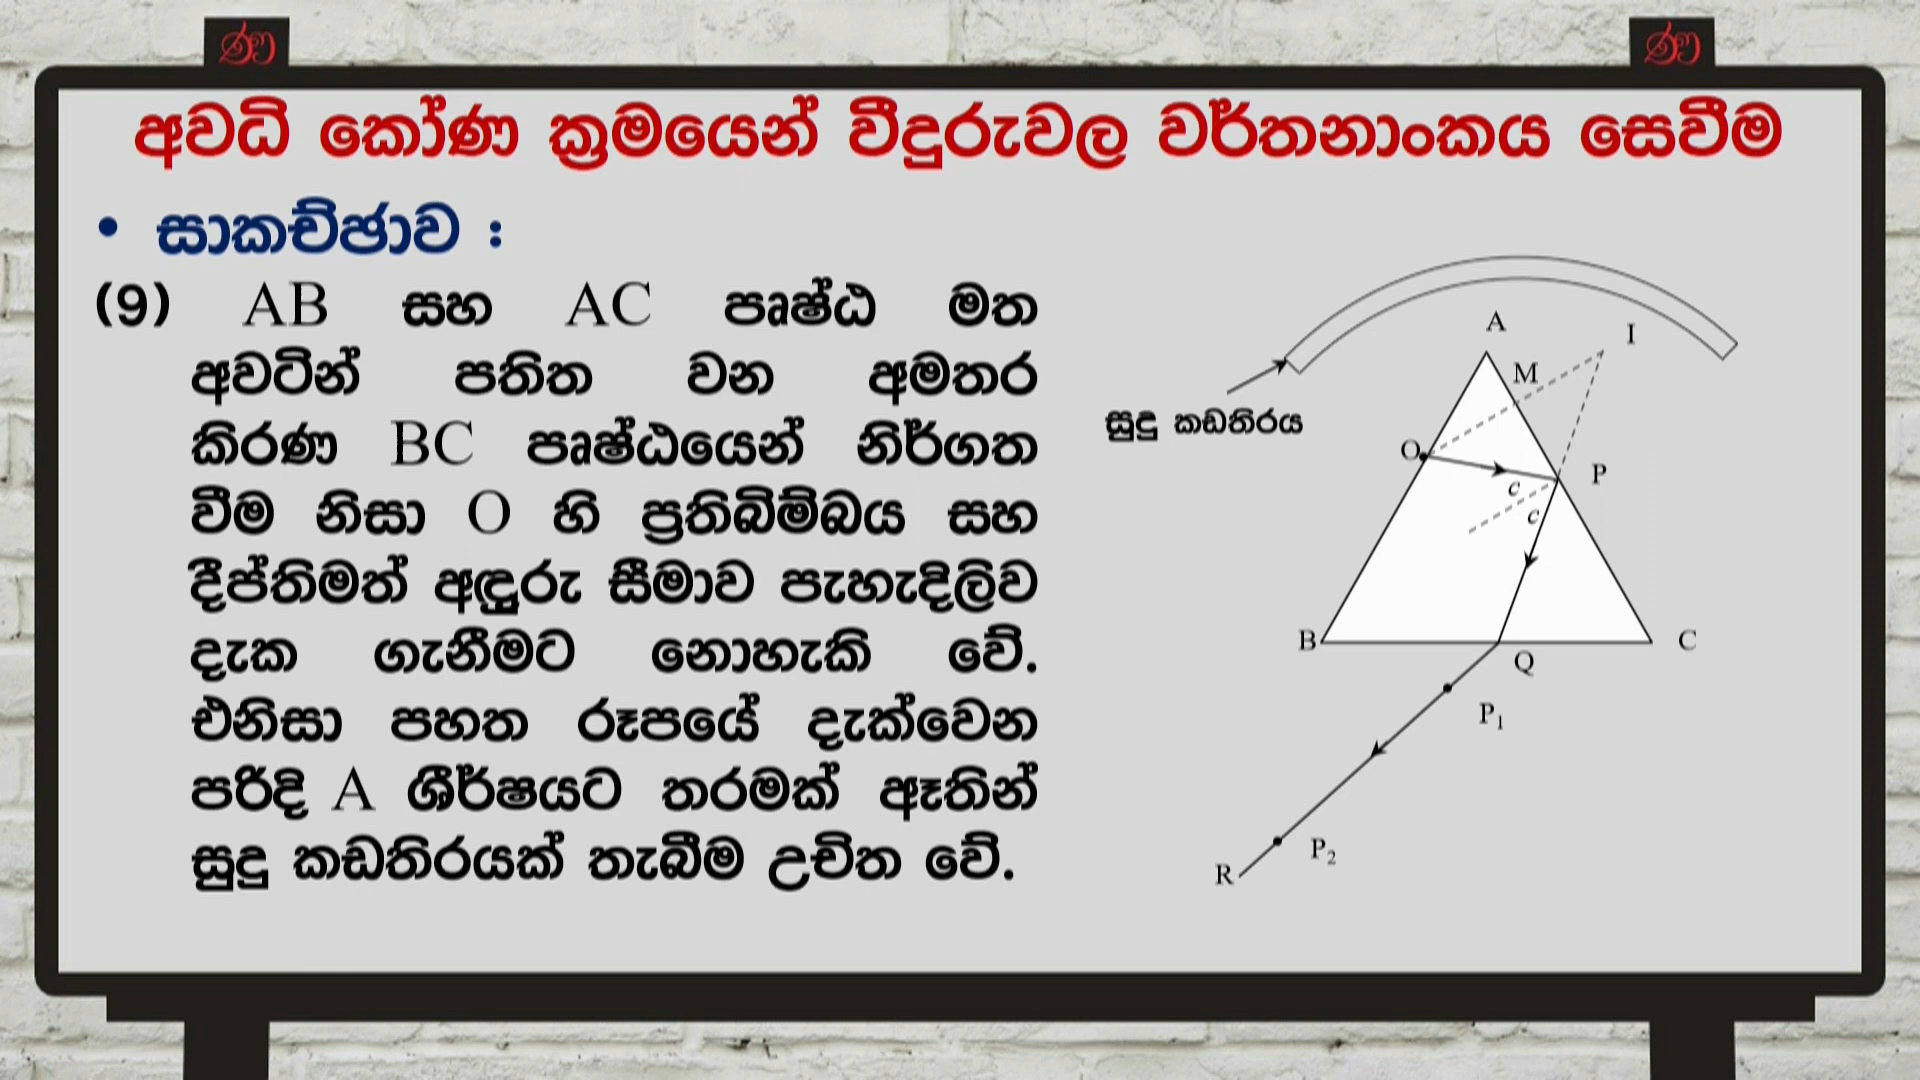 ණ ණ
අවධි කෝණ ක්‍රමයෙන් වීදුරුවල වර්තනාංකය සෙවීම
• සාකච්ඡාව :
(9) AB සහ AC පෘෂ්ඨ මත
අවටින් පතිත වන අමතර
කිරණ BC පෘෂ්ඨයෙන් නිර්ගත
වීම නිසා O හි ප්‍රතිබිම්බය සහ
දීප්තිමත් අඳුරු සීමාව පැහැදිලිව
දැක ගැනීමට නොහැකි වේ.
එනිසා පහත රූපයේ දැක්වෙන
පරිදි A ශීර්ෂයට තරමක් ඈතින්
සුදු කඩතිරයක් තැබීම උචිත වේ.
සුදු කඩතිරය
A
I
M
O
P
c
c
B
C
Q
P₁
P₂
R